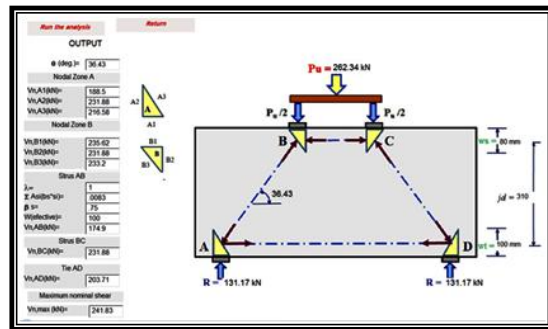 Run the analysis
Return
OUTPUT
θ (deg.)= 36.43
Nodal Zone A
Vn,A1(KN)= 188.5
Vn,A2(KN)= 231.88
Vn,A3(KN)= 216.58
Nodal Zone B
Vn,B1(KN)= 235.62
Vn,B2(KN)= 231.88
Vn,B3(KN)= 233.2
Strus AB
λ= 1
Σ Asi(bs*si)= .0083
β s= 75
W(efective)= 100
Vn,AB(KN)= 174.9
Strus BC
Vn,BC(KN)= 231.88
Tie AD
Vn,AD(KN)= 203.71
Maximum nominal shear
Vn,max (KN)= 241.83
A2
A3
A
A1
B1
B
B3
B2
Pu= 262.34 kN
Pu /2
Pu /2
B
C
ws= 80 mm
36.43
jd = 310
A
D
wt= 100 mm
R = 131.17 kN
R = 131.17 kN